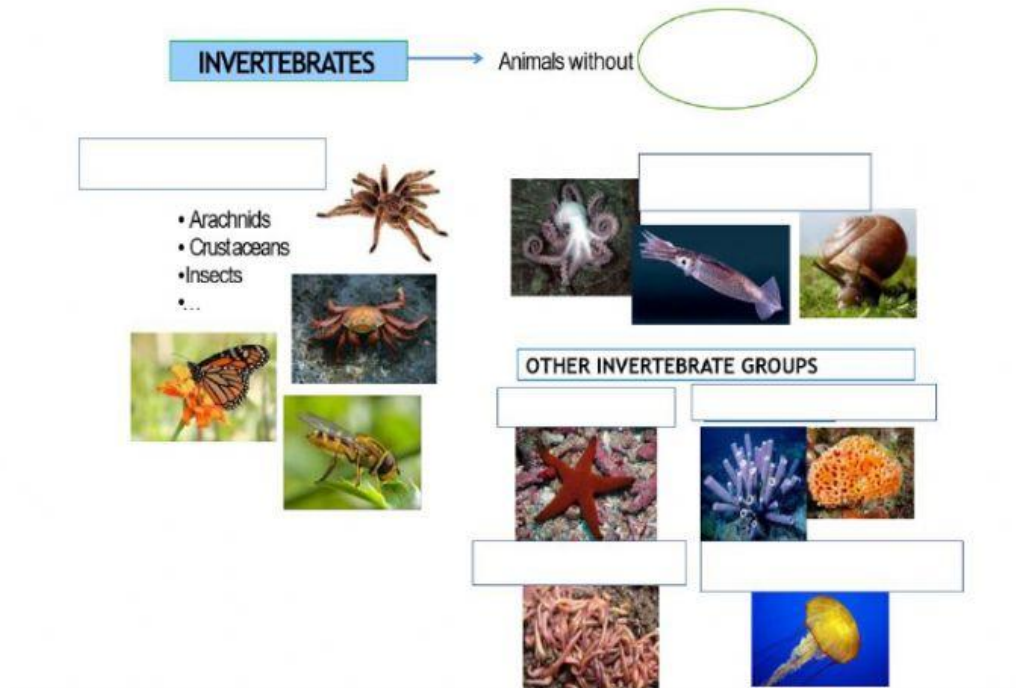 INVERTEBRATES
Animals without
• Arachnids
• Crustaceans
•Insects
•...
OTHER INVERTEBRATE GROUPS